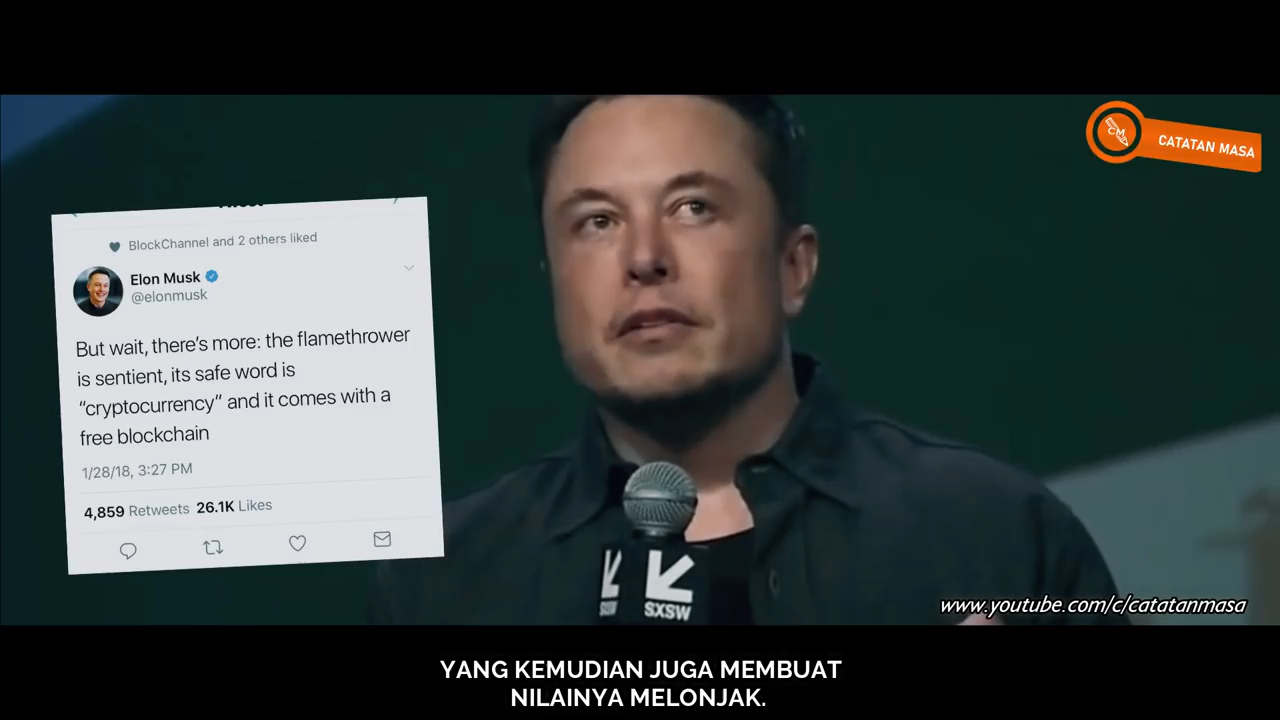 CM
CATATAN MASA
BlockChannel and 2 others liked
Elon Musk
@elonmusk
But wait, there's more: the flamethrower
is sentient, its safe word is
"cryptocurrency" and it comes with a
free blockchain
1/28/18, 3:27 PM
4,859 Retweets 26.1K Likes
SXSW
www.youtube.com/c/catatanmasa
YANG KEMUDIAN JUGA MEMBUAT
NILAINYA MELONJAK.